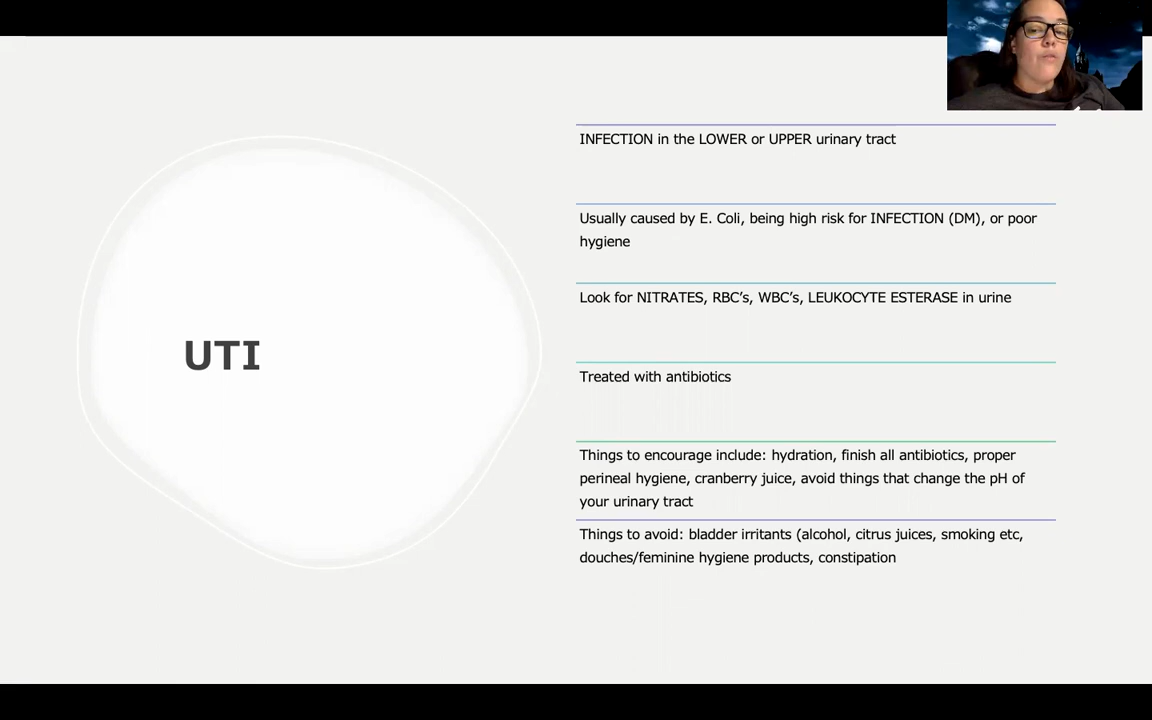 UTI
INFECTION in the LOWER or UPPER urinary tract
Usually caused by E. Coli, being high risk for INFECTION (DM), or poor
hygiene
Look for NITRATES, RBC’s, WBC’s, LEUKOCYTE ESTERASE in urine
Treated with antibiotics
Things to encourage include: hydration, finish all antibiotics, proper
perineal hygiene, cranberry juice, avoid things that change the pH of
your urinary tract
Things to avoid: bladder irritants (alcohol, citrus juices, smoking etc,
douches/feminine hygiene products, constipation